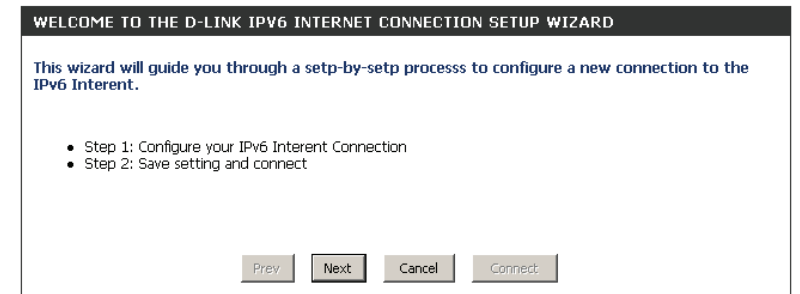 WELCOME TO THE D-LINK IPV6 INTERNET CONNECTION SETUP WIZARD
This wizard will guide you through a setp-by-setp processs to configure a new connection to the
IPv6 Interent.
• Step 1: Configure your IPv6 Interent Connection
• Step 2: Save setting and connect
Prev Next Cancel Connect